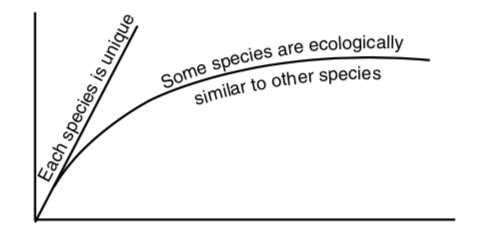 Each species is unique
Some species are ecologically
similar to other species